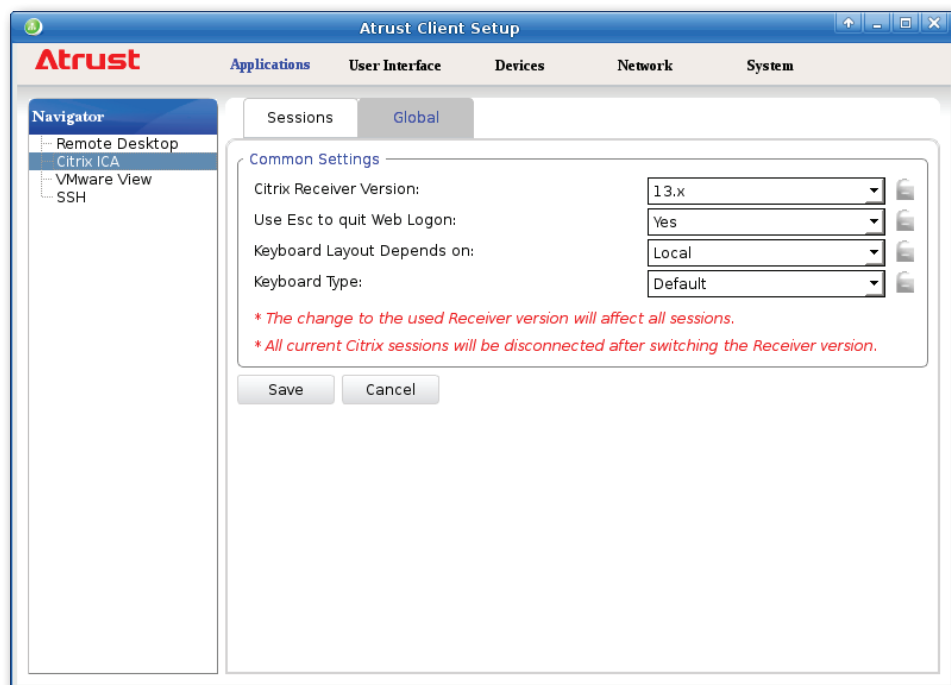 Atrust Client Setup
Atrust
Applications User Interface Devices Network System
Navigator
Remote Desktop
Citrix ICA
VMware View
SSH
Sessions Global
Common Settings
Citrix Receiver Version: 13.x
Use Esc to quit Web Logon: Yes
Keyboard Layout Depends on: Local
Keyboard Type: Default
* The change to the used Receiver version will affect all sessions.
* All current Citrix sessions will be disconnected after switching the Receiver version.
Save Cancel